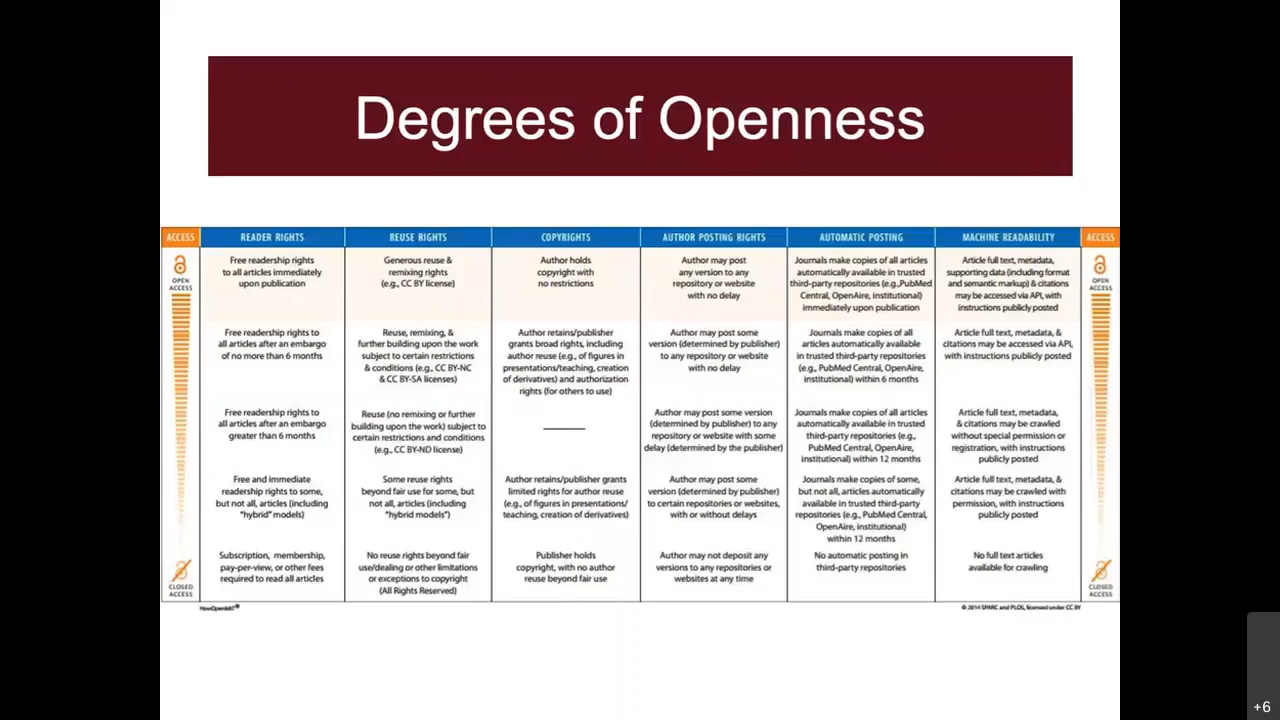 Degrees of Openness
ACCESS READER RIGHTS REUSE RIGHTS COPYRIGHTS AUTHOR POSTING RIGHTS AUTOMATIC POSTING MACHINE READABILITY ACCESS
OPEN
ACCESS
Free readership rights
to all articles immediately
upon publication
Generous reuse &
remixing rights
(e.g., CC BY license)
Author holds
copyright with
no restrictions
Author may post
any version to any
repository or website
with no delay
Journals make copies of all articles
automatically available in trusted
third-party repositories (e.g.,PubMed
Central, OpenAire, institutional)
immediately upon publication
Article full text, metadata,
supporting data (including format
and semantic markup) & citations
may be accessed via API, with
instructions publicly posted
OPEN
ACCESS
Free readership rights to
all articles after an embargo
of no more than 6 months
Reuse, remixing, &
further building upon the work
subject to certain restrictions
& conditions (e.g., CC BY-NC
& CC BY-SA licenses)
Author retains/publisher
grants broad rights, including
author reuse (e.g., of figures in
presentations/teaching, creation
of derivatives) and authorization
rights (for others to use)
Author may post some
version (determined by publisher)
to any repository or website
with no delay
Journals make copies of all
articles automatically available
in trusted third-party repositories
(e.g., PubMed Central, OpenAire,
institutional) within 6 months
Article full text, metadata, &
citations may be accessed via API,
with instructions publicly posted
Free readership rights to
all articles after an embargo
greater than 6 months
Reuse (no remixing or further
building upon the work) subject to
certain restrictions and conditions
(e.g., CC BY-ND license)
Author may post some version
(determined by publisher) to any
repository or website with some
delay (determined by the publisher)
Journals make copies of all articles
automatically available in trusted
third-party repositories (e.g.,
PubMed Central, OpenAire,
institutional) within 12 months
Article full text, metadata,
& citations may be crawled
without special permission or
registration, with instructions
publicly posted
Free and immediate
readership rights to some,
but not all, articles (including
"hybrid" models)
Some reuse rights
beyond fair use for some, but
not all, articles (including
"hybrid models")
Author retains/publisher grants
limited rights for author reuse
(e.g., of figures in presentations/
teaching, creation of derivatives)
Author may post some
version (determined by publisher)
to certain repositories or websites,
with or without delays
Journals make copies of some,
but not all, articles automatically
available in trusted third-party
repositories (e.g., PubMed Central,
OpenAire, institutional)
within 12 months
Article full text, metadata, &
citations may be crawled with
permission, with instructions
publicly posted
CLOSED
ACCESS
Subscription, membership,
pay-per-view, or other fees
required to read all articles
No reuse rights beyond fair
use/dealing or other limitations
or exceptions to copyright
(All Rights Reserved)
Publisher holds
copyright, with no author
reuse beyond fair use
Author may not deposit any
versions to any repositories or
websites at any time
No automatic posting in
third-party repositories
No full text articles
available for crawling
CLOSED
ACCESS
HowOpenIsIt?®
© 2014 SPARC and PLOS, licensed under CC BY
+6